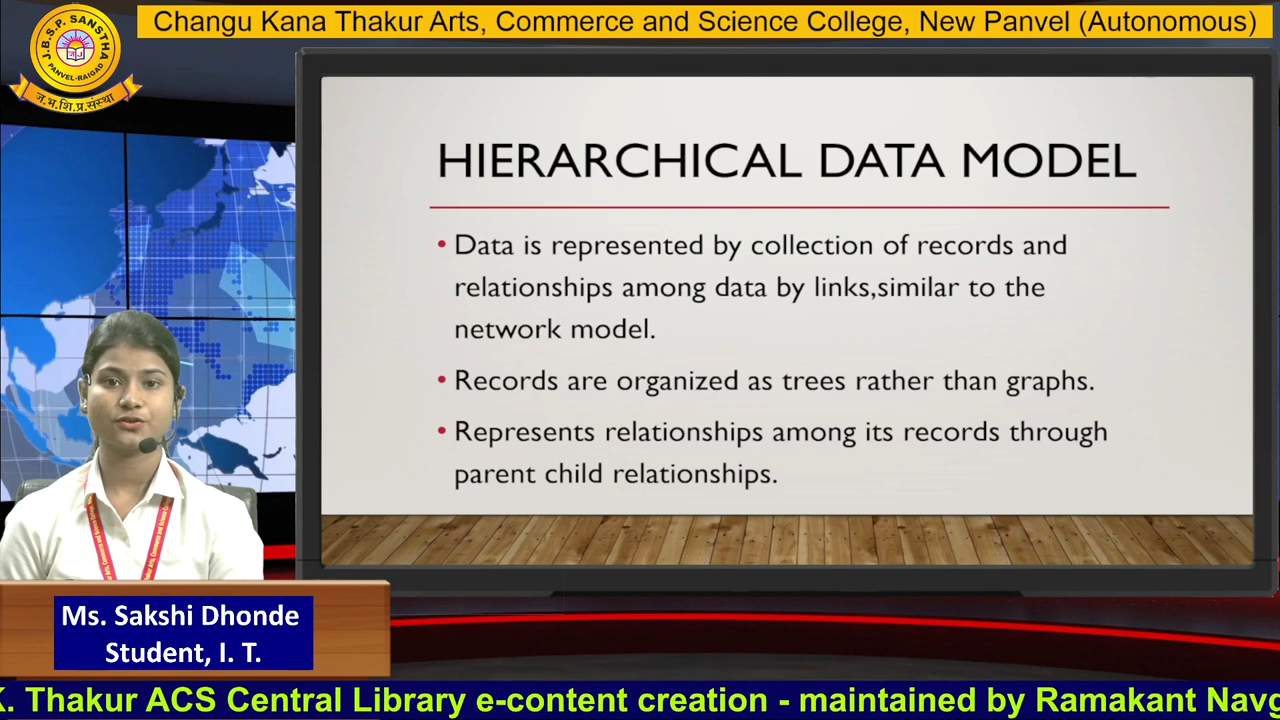 Changu Kana Thakur Arts, Commerce and Science College, New Panvel (Autonomous)
J.B.S.P. SANSTHA
PANVEL-RAIGAD
ज.भ.शि.प्र.संस्था
HIERARCHICAL DATA MODEL
• Data is represented by collection of records and
relationships among data by links,similar to the
network model.
• Records are organized as trees rather than graphs.
• Represents relationships among its records through
parent child relationships.
Ms. Sakshi Dhonde
Student, I. T.
K. Thakur ACS Central Library e-content creation - maintained by Ramakant Navg